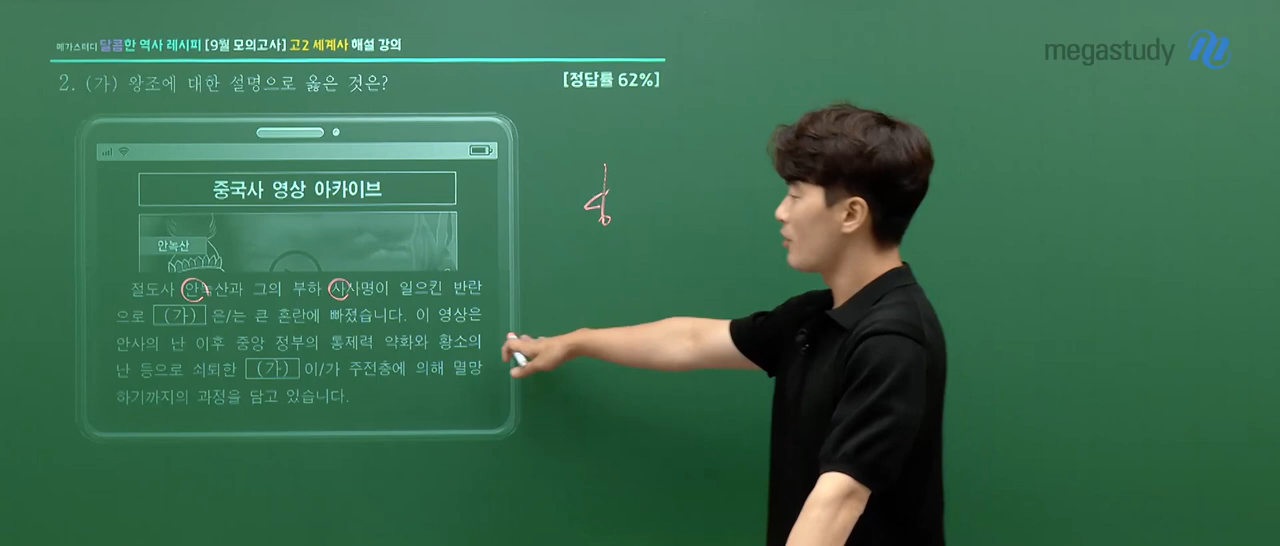 메가스터디 달콤한 역사 레시피 [9월 모의고사] 고2 세계사 해설 강의
megastudy
2. (가) 왕조에 대한 설명으로 옳은 것은?
[정답률 62%]
중국사 영상 아카이브
안녹산
절도사 안녹산과 그의 부하 사사명이 일으킨 반란
으로 (가) 은/는 큰 혼란에 빠졌습니다. 이 영상은
안사의 난 이후 중앙 정부의 통제력 약화와 황소의
난 등으로 쇠퇴한 (가) 이/가 주전충에 의해 멸망
하기까지의 과정을 담고 있습니다.